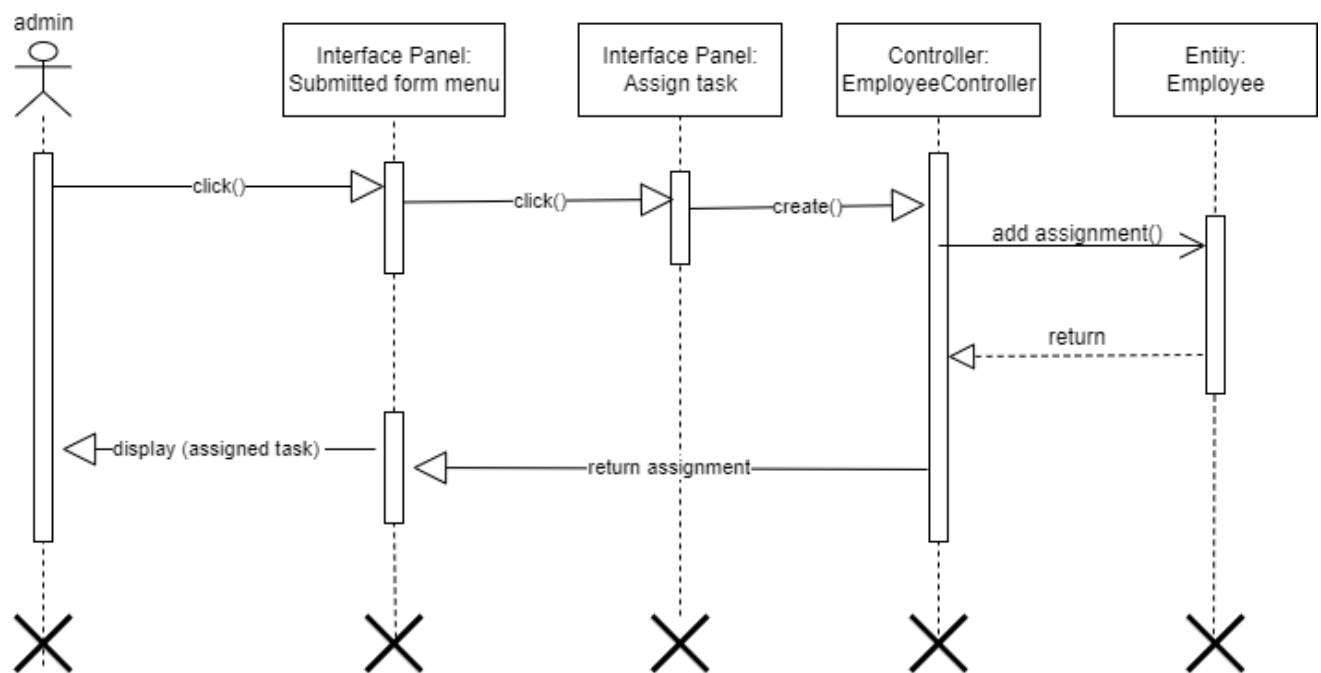 admin
Interface Panel:
Submitted form menu
Interface Panel:
Assign task
Controller:
EmployeeController
Entity:
Employee
click()
click()
create()
add assignment()
return
display (assigned task)
return assignment